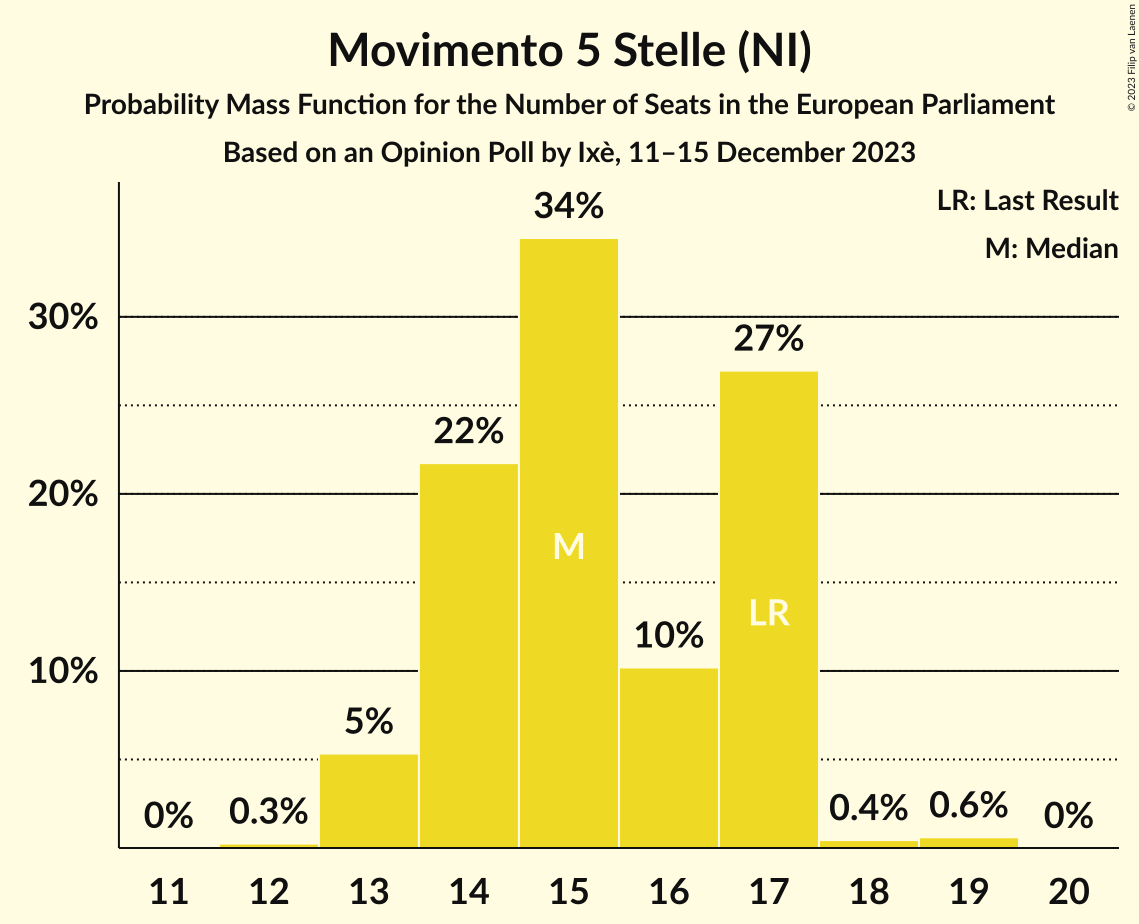 Movimento 5 Stelle (NI)
Probability Mass Function for the Number of Seats in the European Parliament
Based on an Opinion Poll by Ixè, 11–15 December 2023
© 2023 Filip van Laenen
LR: Last Result
M: Median
34%
30%
27%
22%
20%
M
LR
10%
10%
5%
0%
0.3%
0.4%
0.6%
0%
11 12 13 14 15 16 17 18 19 20